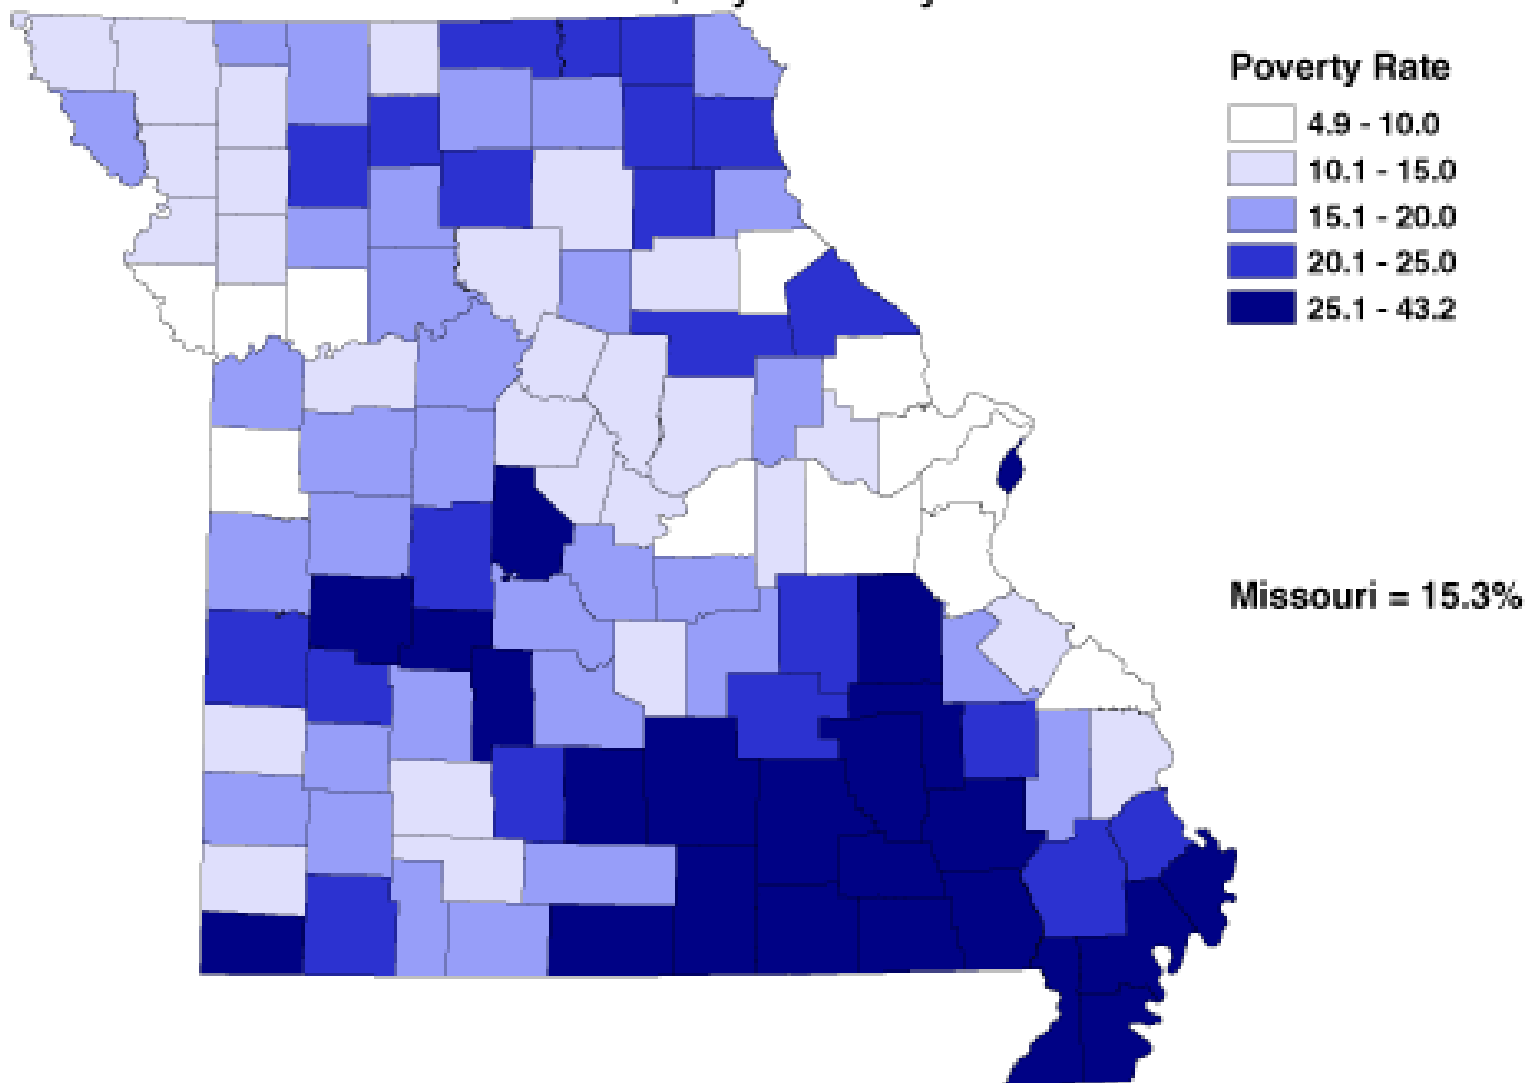 Poverty Rate
4.9 - 10.0
10.1 - 15.0
15.1 - 20.0
20.1 - 25.0
25.1 - 43.2
Missouri = 15.3%